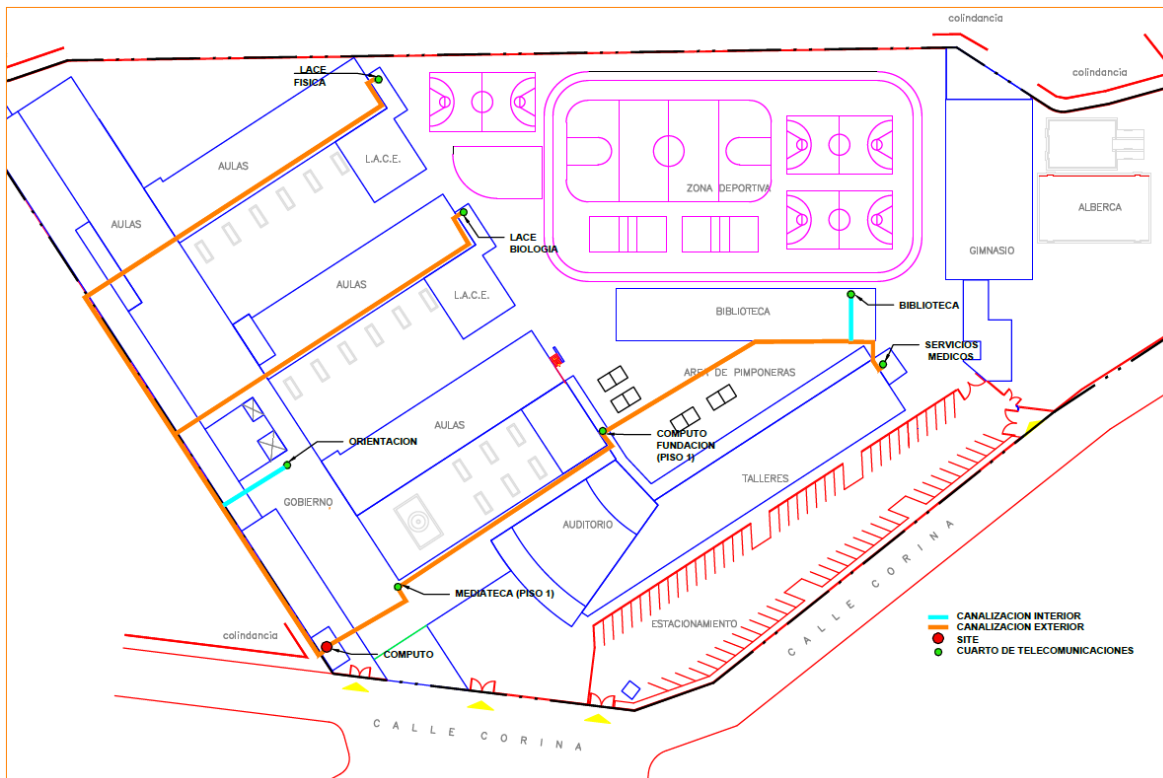 colindancia
colindancia
LACE
FISICA
AULAS
L.A.C.E.
ZONA DEPORTIVA
ALBERCA
AULAS
LACE
BIOLOGIA
GIMNASIO
AULAS
L.A.C.E.
BIBLIOTECA
BIBLIOTECA
SERVICIOS
MEDICOS
AREA DE PIMPONERAS
AULAS
ORIENTACION
COMPUTO
FUNDACION
(PISO 1)
TALLERES
GOBIERNO
AUDITORIO
MEDIATECA (PISO 1)
CALLE CORINA
ESTACIONAMIENTO
colindancia
COMPUTO
CANALIZACION INTERIOR
CANALIZACION EXTERIOR
SITE
CUARTO DE TELECOMUNICACIONES
CALLE CORINA